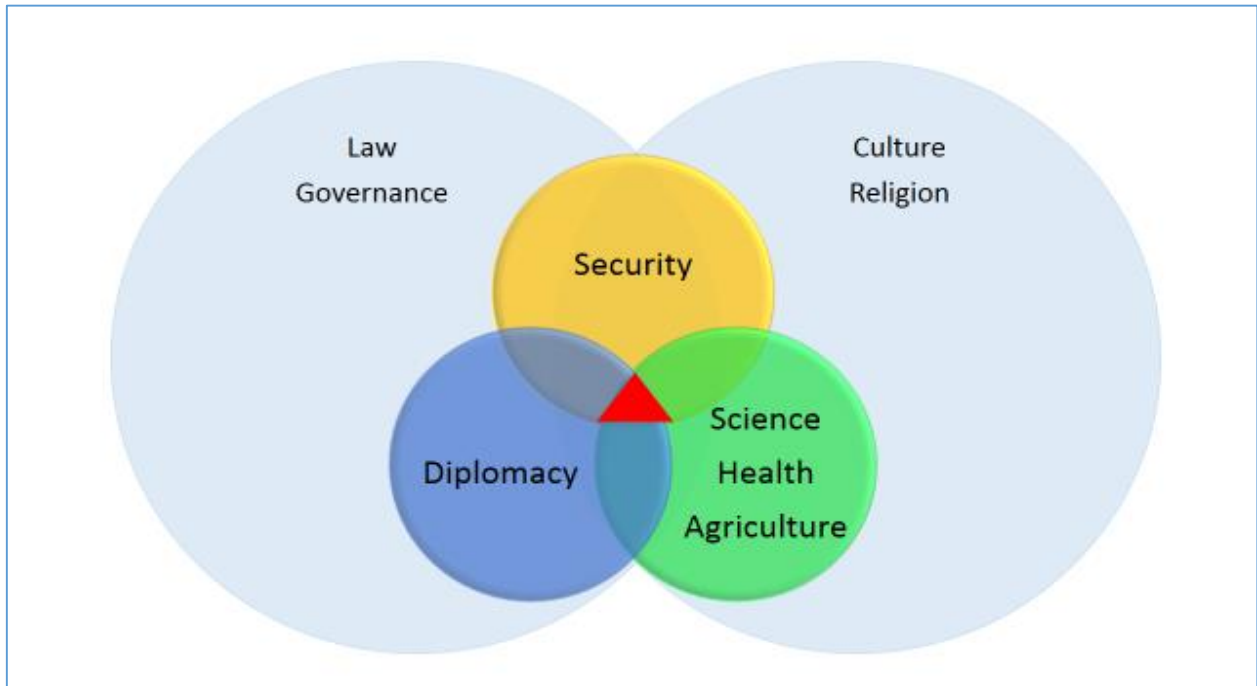 Law
Governance
Culture
Religion
Security
Diplomacy
Science
Health
Agriculture